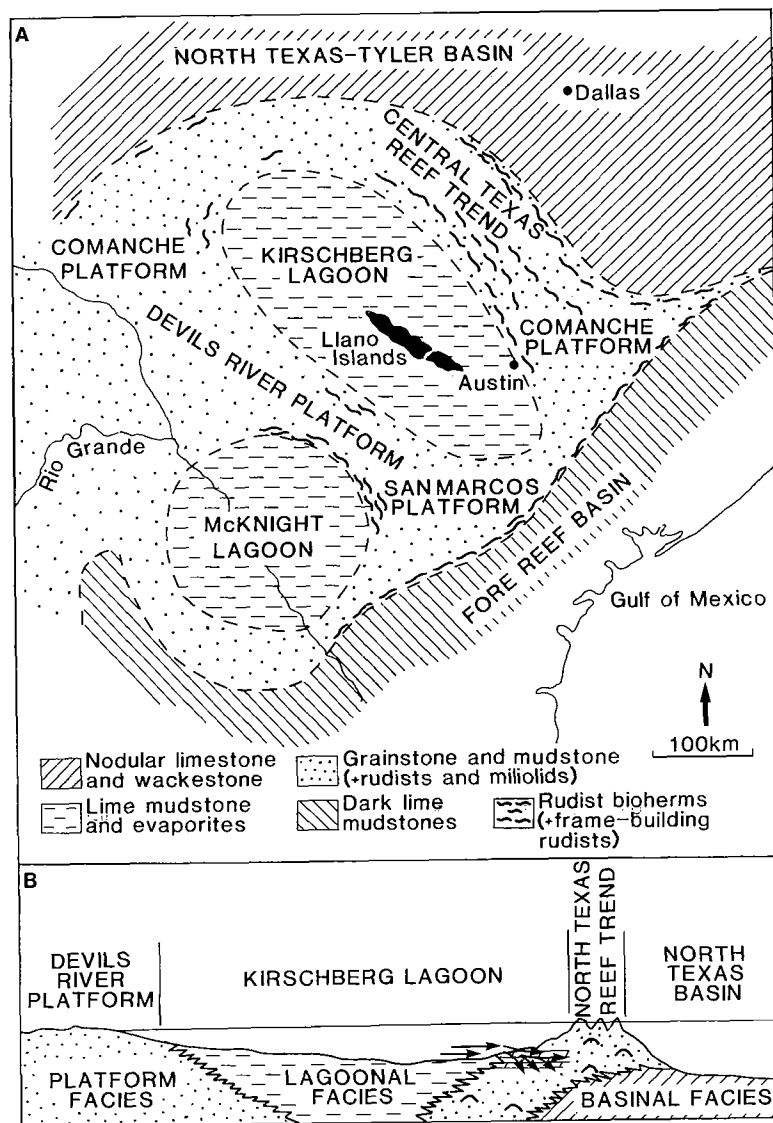 A
NORTH TEXAS-TYLER BASIN
Dallas
CENTRAL TEXAS
REEF TREND
COMANCHE
PLATFORM
KIRSCHBERG
LAGOON
Llano
Islands
COMANCHE
PLATFORM
Austin
DEVILS RIVER PLATFORM
Rio Grande
SAN MARCOS
PLATFORM
McKNIGHT
LAGOON
FORE REEF BASIN
Gulf of Mexico
N
100km
Nodular limestone
and wackestone
Grainstone and mudstone
(+rudists and miliolids)
Lime mudstone
and evaporites
Dark lime
mudstones
Rudist bioherms
(+frame-building
rudists)
B
DEVILS
RIVER
PLATFORM
KIRSCHBERG LAGOON
NORTH TEXAS
REEF TREND
NORTH
TEXAS
BASIN
PLATFORM
FACIES
LAGOONAL
FACIES
BASINAL FACIES